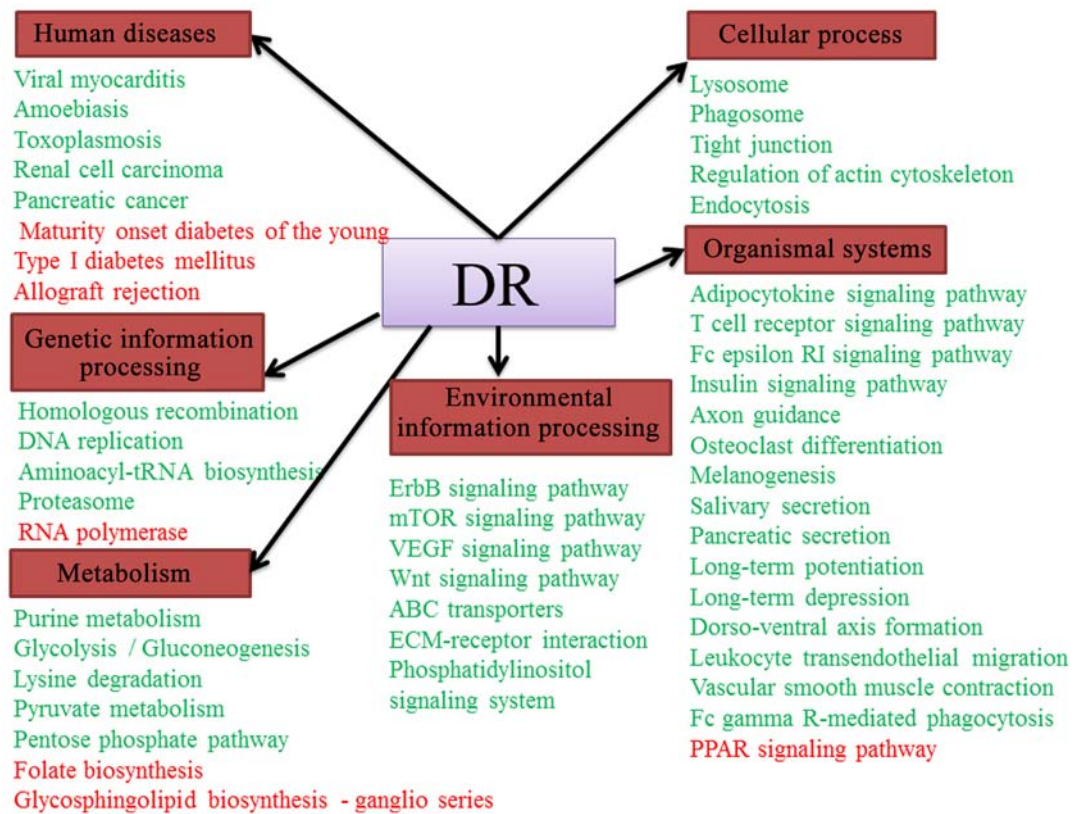 Human diseases
Viral myocarditis
Amoebiasis
Toxoplasmosis
Renal cell carcinoma
Pancreatic cancer
Maturity onset diabetes of the young
Type I diabetes mellitus
Allograft rejection
Genetic information
processing
Homologous recombination
DNA replication
Aminoacyl-tRNA biosynthesis
Proteasome
RNA polymerase
Metabolism
Purine metabolism
Glycolysis / Gluconeogenesis
Lysine degradation
Pyruvate metabolism
Pentose phosphate pathway
Folate biosynthesis
Glycosphingolipid biosynthesis - ganglio series
DR
Environmental
information processing
ErbB signaling pathway
mTOR signaling pathway
VEGF signaling pathway
Wnt signaling pathway
ABC transporters
ECM-receptor interaction
Phosphatidylinositol
signaling system
Cellular process
Lysosome
Phagosome
Tight junction
Regulation of actin cytoskeleton
Endocytosis
Organismal systems
Adipocytokine signaling pathway
T cell receptor signaling pathway
Fc epsilon RI signaling pathway
Insulin signaling pathway
Axon guidance
Osteoclast differentiation
Melanogenesis
Salivary secretion
Pancreatic secretion
Long-term potentiation
Long-term depression
Dorso-ventral axis formation
Leukocyte transendothelial migration
Vascular smooth muscle contraction
Fc gamma R-mediated phagocytosis
PPAR signaling pathway